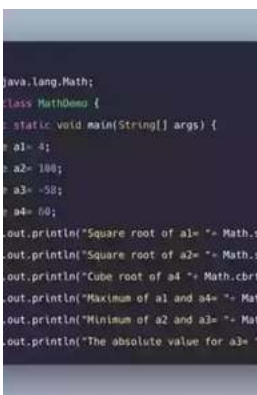 java.lang.Math;
class MathDemo {
static void main(String[] args) {
e a1= 4;
e a2= 100;
e a3= -58;
e a4= 60;
.out.println("Square root of a1= "+ Math.s
.out.println("Square root of a2= "+ Math.s
.out.println("Cube root of a4 "+ Math.cbrt
.out.println("Maximum of a1 and a4= "+ Mat
.out.println("Minimum of a2 and a3= "+ Mat
.out.println("The absolute value for a3= "